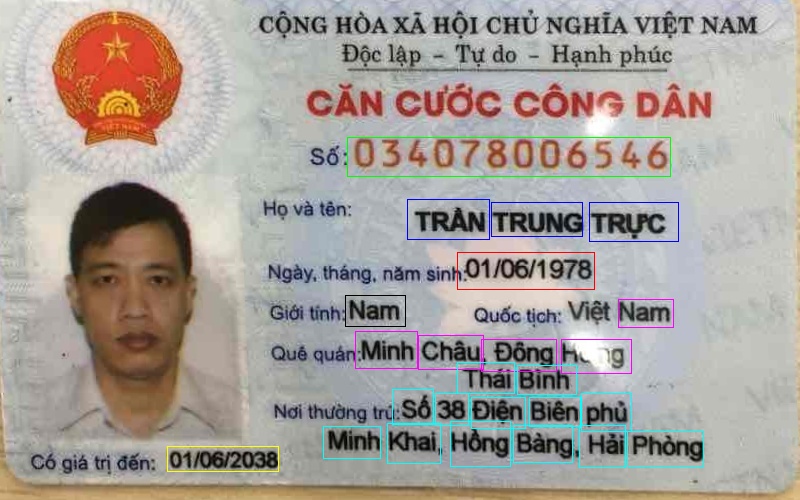 CỘNG HÒA XÃ HỘI CHỦ NGHĨA VIỆT NAM
Độc lập - Tự do - Hạnh phúc
CĂN CƯỚC CÔNG DÂN
Số: 034078006546
Họ và tên: TRẦN TRUNG TRỰC
Ngày, tháng, năm sinh: 01/06/1978
Giới tính: Nam Quốc tịch: Việt Nam
Quê quán: Minh Châu, Đông
Thái Bình
Nơi thường trú: Số 38 Điện Biên phủ
Minh Khai, Hồng Bàng, Hải Phòng
Có giá trị đến: 01/06/2038